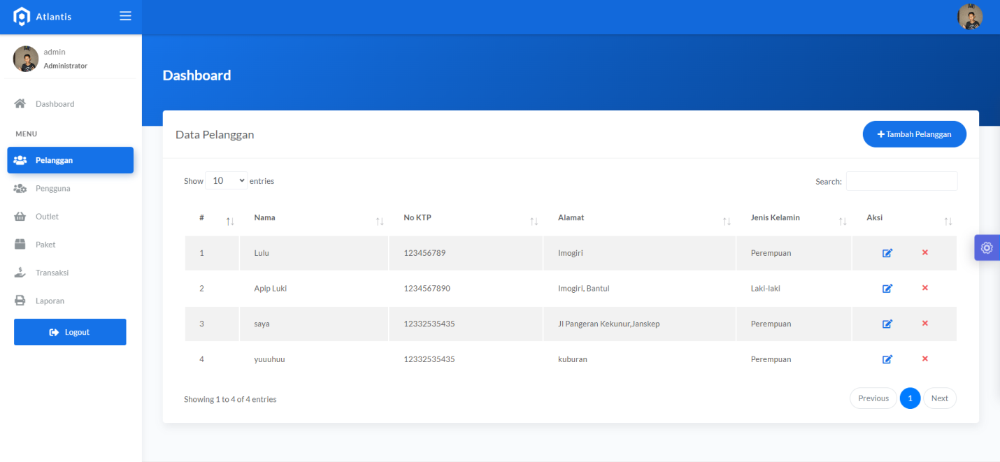 Atlantis
admin
Administrator
Dashboard
MENU
Pelanggan
Pengguna
Outlet
Paket
Transaksi
Laporan
Logout
Dashboard
Data Pelanggan
Tambah Pelanggan
Show 10 entries
Search:
# Nama No KTP Alamat Jenis Kelamin Aksi
1 Lulu 123456789 Imogiri Perempuan
2 Apip Luki 1234567890 Imogiri, Bantul Laki-laki
3 saya 12332535435 Jl Pangeran Kekunur,Janskep Perempuan
4 yuuuhuu 12332535435 kuburan Perempuan
Showing 1 to 4 of 4 entries
Previous 1 Next